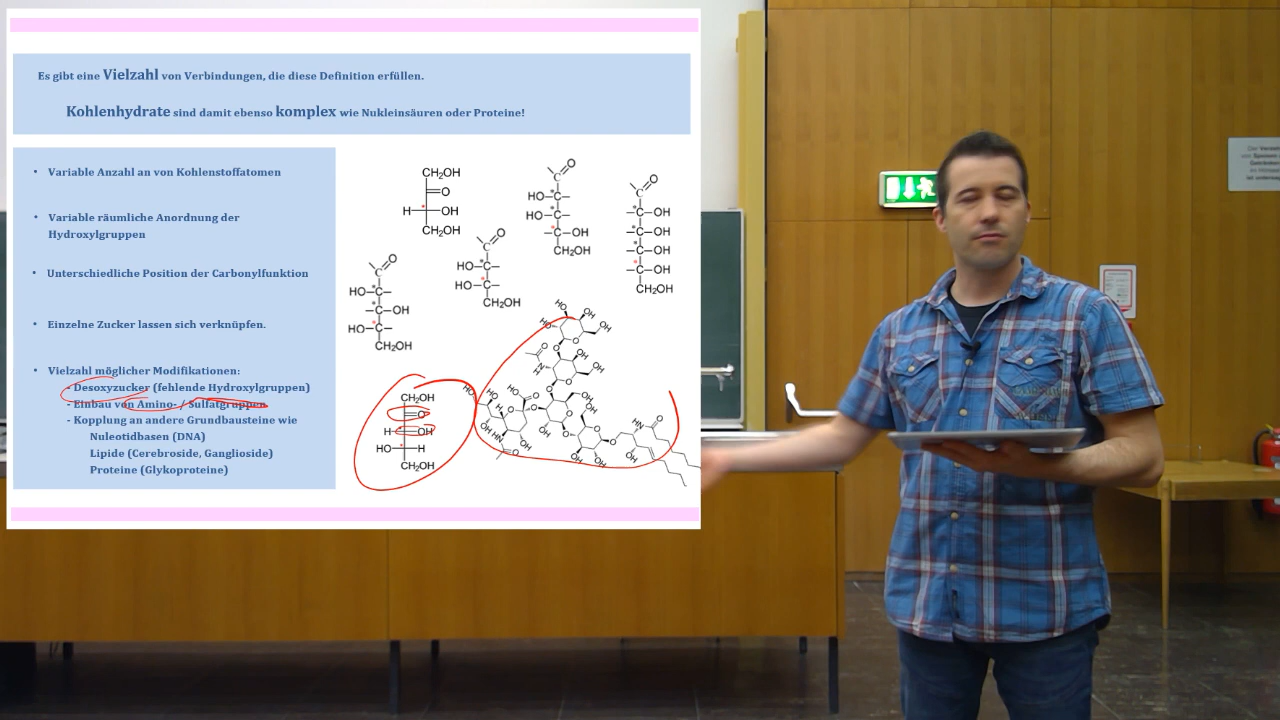 Es gibt eine Vielzahl von Verbindungen, die diese Definition erfüllen.
Kohlenhydrate sind damit ebenso komplex wie Nukleinsäuren oder Proteine!
• Variable Anzahl an von Kohlenstoffatomen
• Variable räumliche Anordnung der
Hydroxylgruppen
• Unterschiedliche Position der Carbonylfunktion
• Einzelne Zucker lassen sich verknüpfen.
• Vielzahl möglicher Modifikationen:
- Desoxyzucker (fehlende Hydroxylgruppen)
- Einbau von Amino- / Sulfatgruppen
- Kopplung an andere Grundbausteine wie
Nuleotidbasen (DNA)
Lipide (Cerebroside, Ganglioside)
Proteine (Glykoproteine)
CH₂OH
O
H OH
CH₂OH
O
HO
HO
OH
CH₂OH
O
OH
OH
OH
OH
CH₂OH
O
HO
HO
CH₂OH
O
HO
OH
HO
CH₂OH
CH₂OH
O
H OH
HO H
CH₂OH